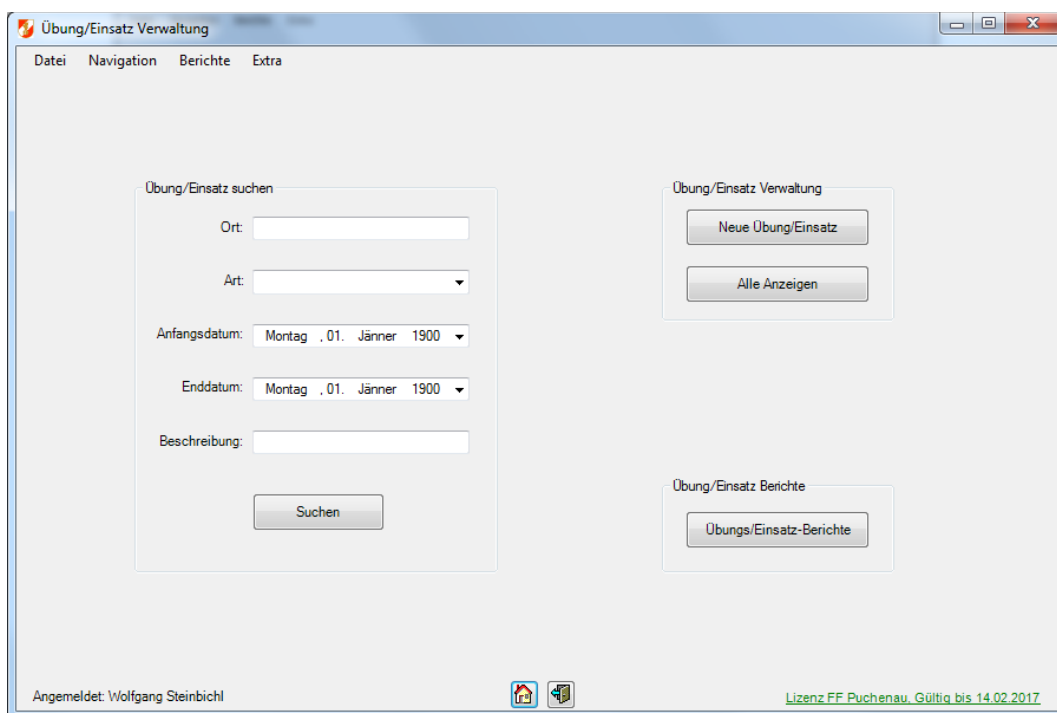 Übung/Einsatz Verwaltung
Datei Navigation Berichte Extra
Übung/Einsatz suchen
Ort:
Art:
Anfangsdatum: Montag , 01. Jänner 1900
Enddatum: Montag , 01. Jänner 1900
Beschreibung:
Suchen
Übung/Einsatz Verwaltung
Neue Übung/Einsatz
Alle Anzeigen
Übung/Einsatz Berichte
Übungs/Einsatz-Berichte
Angemeldet: Wolfgang Steinbichl
Lizenz FF Puchenau, Gültig bis 14.02.2017